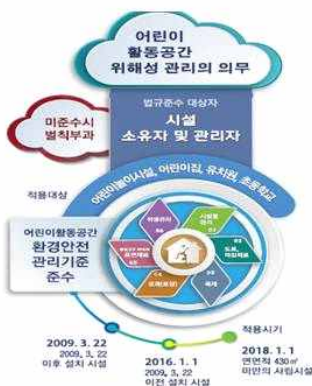 어린이
활동공간
위해성 관리의 의무
법규준수 대상자
미준수시
벌칙부과
시설
소유자 및 관리자
적용대상
어린이놀이시설, 어린이집, 유치원, 초등학교
어린이활동공간
환경안전
관리기준
준수
적용시기
2009. 3. 22
2009. 3. 22
이후 설치 시설
2016. 1. 1
2009. 3. 22
이전 설치 시설
2018. 1. 1
연면적 430㎡
미만의 사립시설